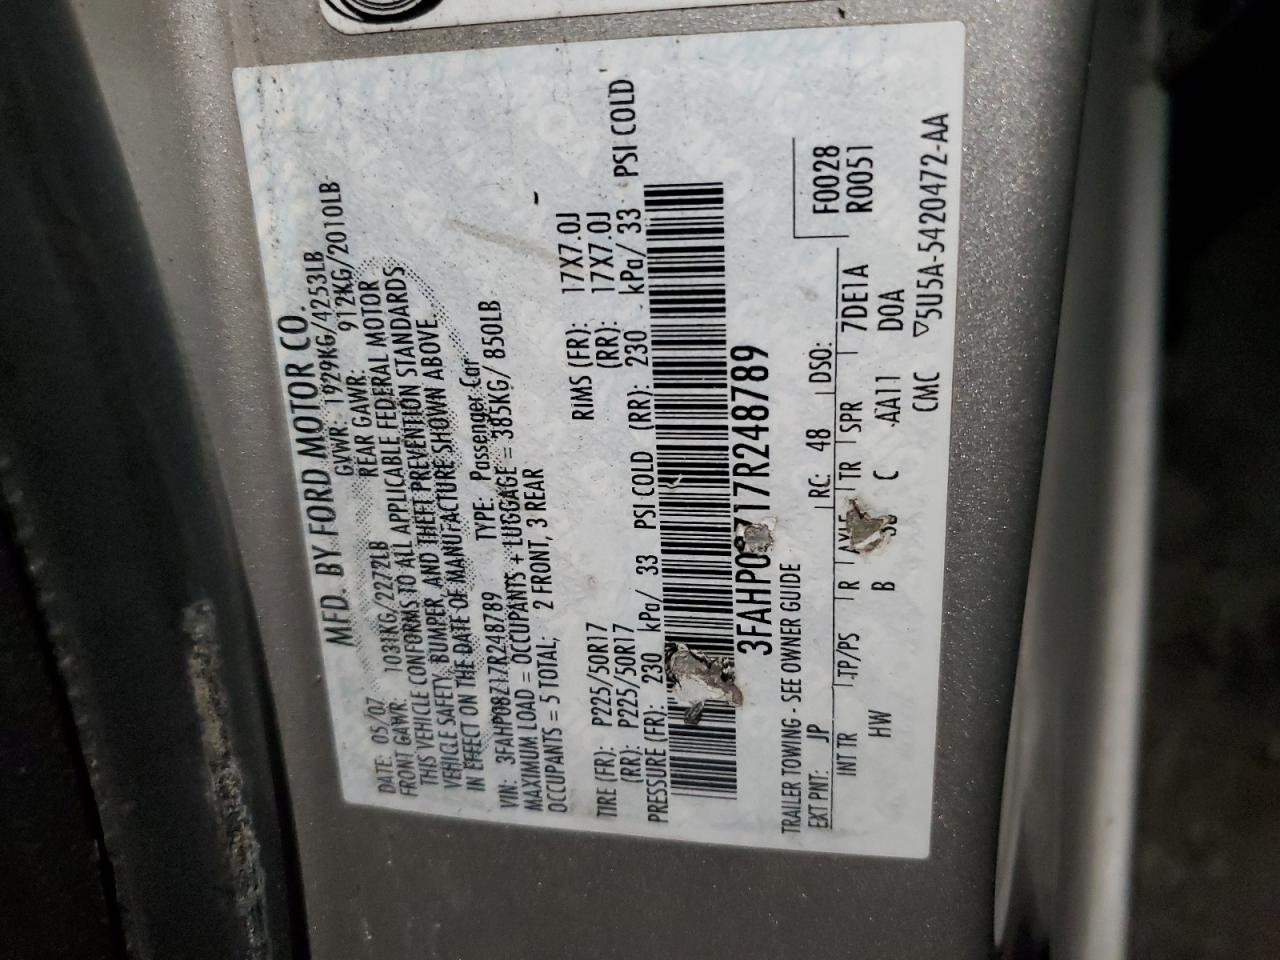 MFD. BY FORD MOTOR CO.
DATE: 05/07 GVWR: 1929KG/4253LB
FRONT GAWR: 1031KG/2272LB REAR GAWR: 912KG/2010LB
THIS VEHICLE CONFORMS TO ALL APPLICABLE FEDERAL MOTOR
VEHICLE SAFETY, BUMPER, AND THEFT PREVENTION STANDARDS
IN EFFECT ON THE DATE OF MANUFACTURE SHOWN ABOVE.
VIN: 3FAHP08Z17R248789 TYPE: Passenger Car
MAXIMUM LOAD = OCCUPANTS + LUGGAGE = 385KG/ 850LB
OCCUPANTS = 5 TOTAL; 2 FRONT, 3 REAR
TIRE (FR): P225/50R17 RIMS (FR): 17X7.0J
(RR): P225/50R17 (RR): 17X7.0J
PRESSURE (FR): 230 kPa/ 33 PSI COLD (RR): 230 kPa/ 33 PSI COLD
3FAHP0 17R248789
TRAILER TOWING - SEE OWNER GUIDE
EXT PNT: JP RC: 48 DSO: F0028
INT TR TP/PS R AXLE TR SPR 7DE1A R0051
HW B C AA11 DOA
CMC ▽5U5A-5420472-AA